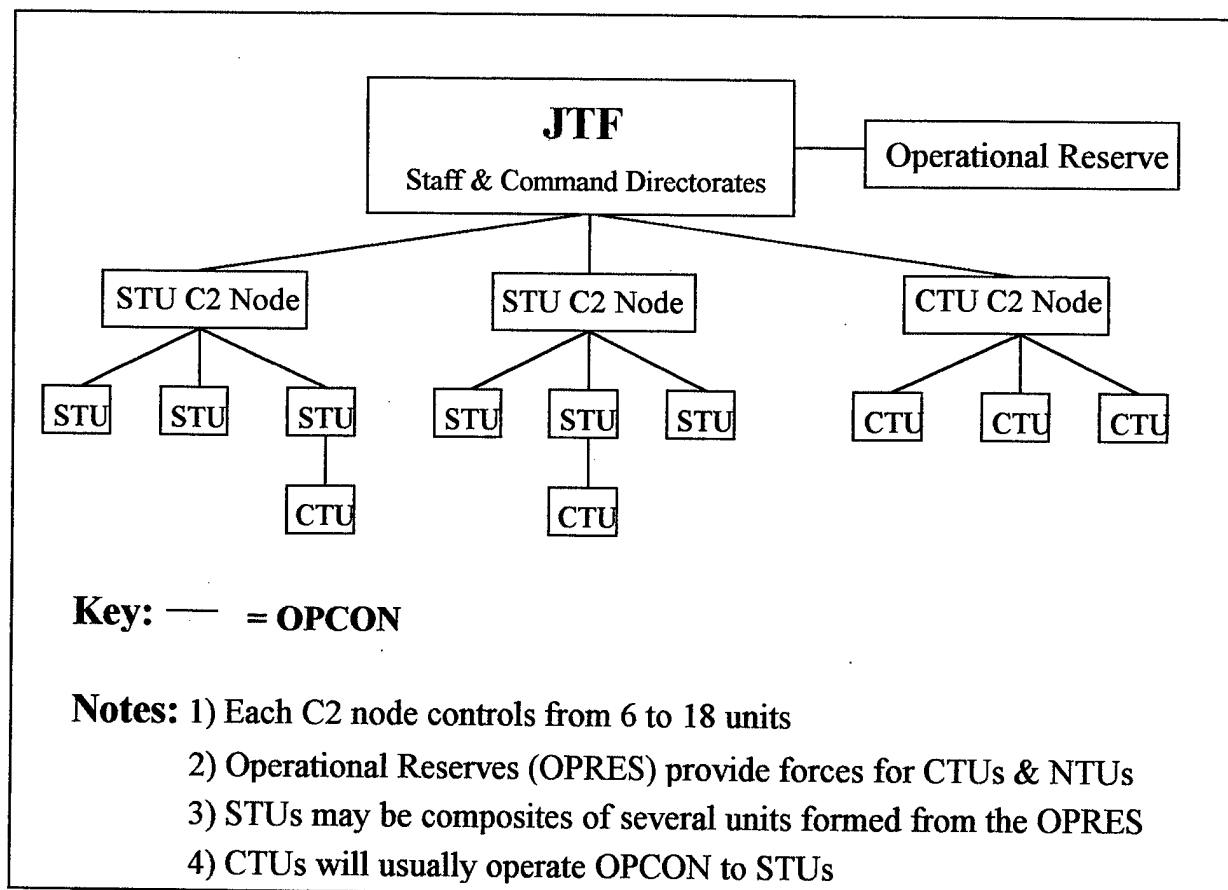 JTF
Staff & Command Directorates
Operational Reserve
STU C2 Node
STU C2 Node
CTU C2 Node
STU
STU
STU
STU
STU
STU
CTU
CTU
CTU
CTU
CTU
Key: — = OPCON
Notes: 1) Each C2 node controls from 6 to 18 units
2) Operational Reserves (OPRES) provide forces for CTUs & NTUs
3) STUs may be composites of several units formed from the OPRES
4) CTUs will usually operate OPCON to STUs